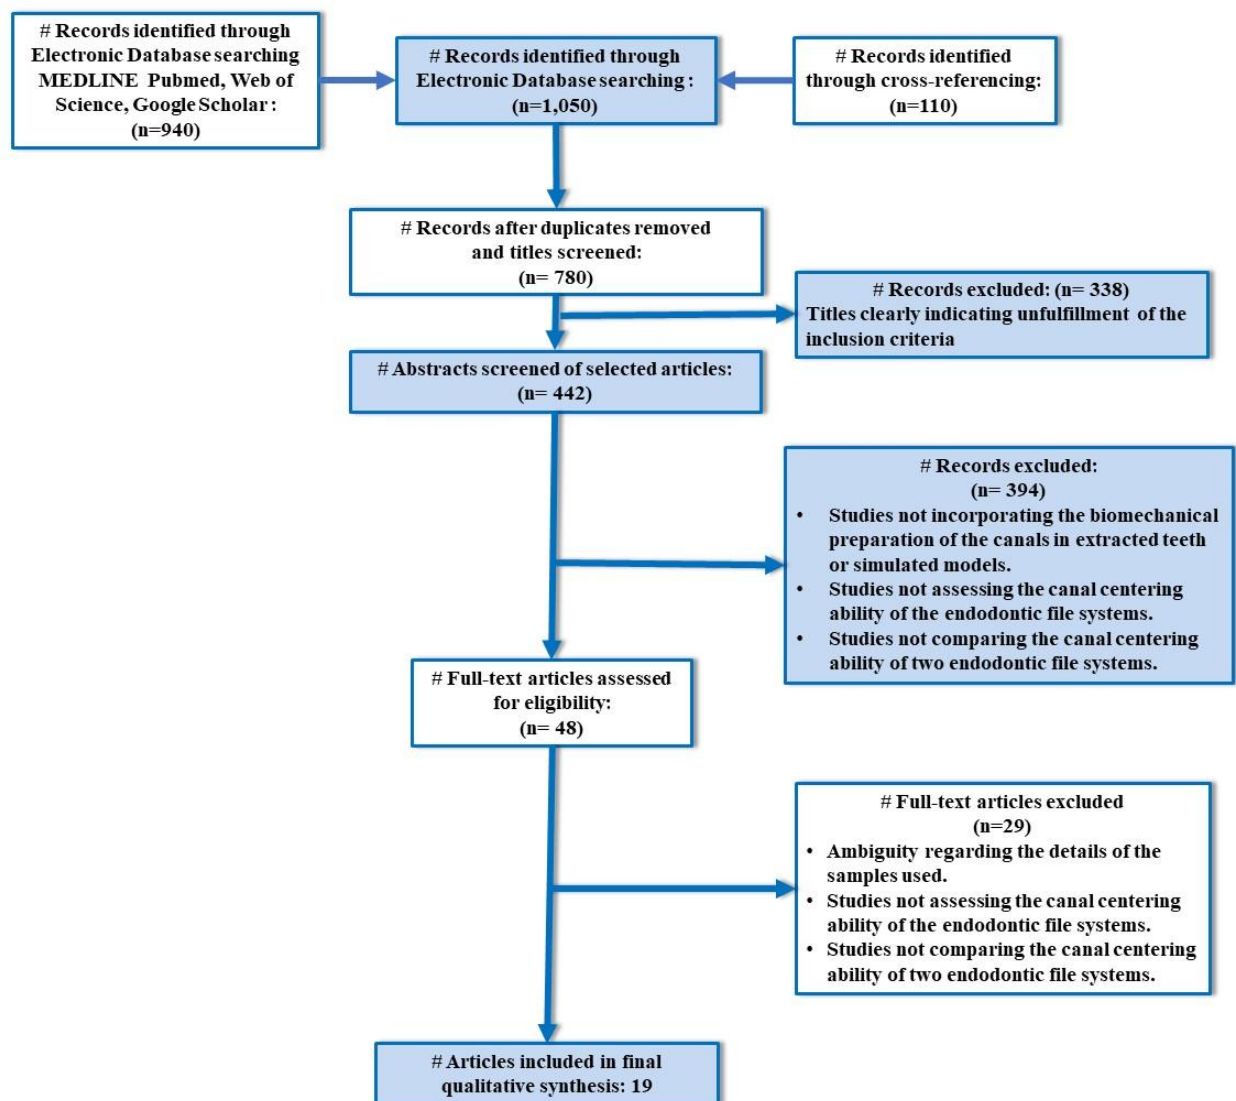 # Records identified through
Electronic Database searching
MEDLINE Pubmed, Web of
Science, Google Scholar :
(n=940)
# Records identified through
Electronic Database searching :
(n=1,050)
# Records identified
through cross-referencing:
(n=110)
# Records after duplicates removed
and titles screened:
(n= 780)
# Records excluded: (n= 338)
Titles clearly indicating unfulfillment of the
inclusion criteria
# Abstracts screened of selected articles:
(n= 442)
# Records excluded:
(n= 394)
• Studies not incorporating the biomechanical
preparation of the canals in extracted teeth
or simulated models.
• Studies not assessing the canal centering
ability of the endodontic file systems.
• Studies not comparing the canal centering
ability of two endodontic file systems.
# Full-text articles assessed
for eligibility:
(n= 48)
# Full-text articles excluded
(n=29)
• Ambiguity regarding the details of the
samples used.
• Studies not assessing the canal centering
ability of the endodontic file systems.
• Studies not comparing the canal centering
ability of two endodontic file systems.
# Articles included in final
qualitative synthesis: 19